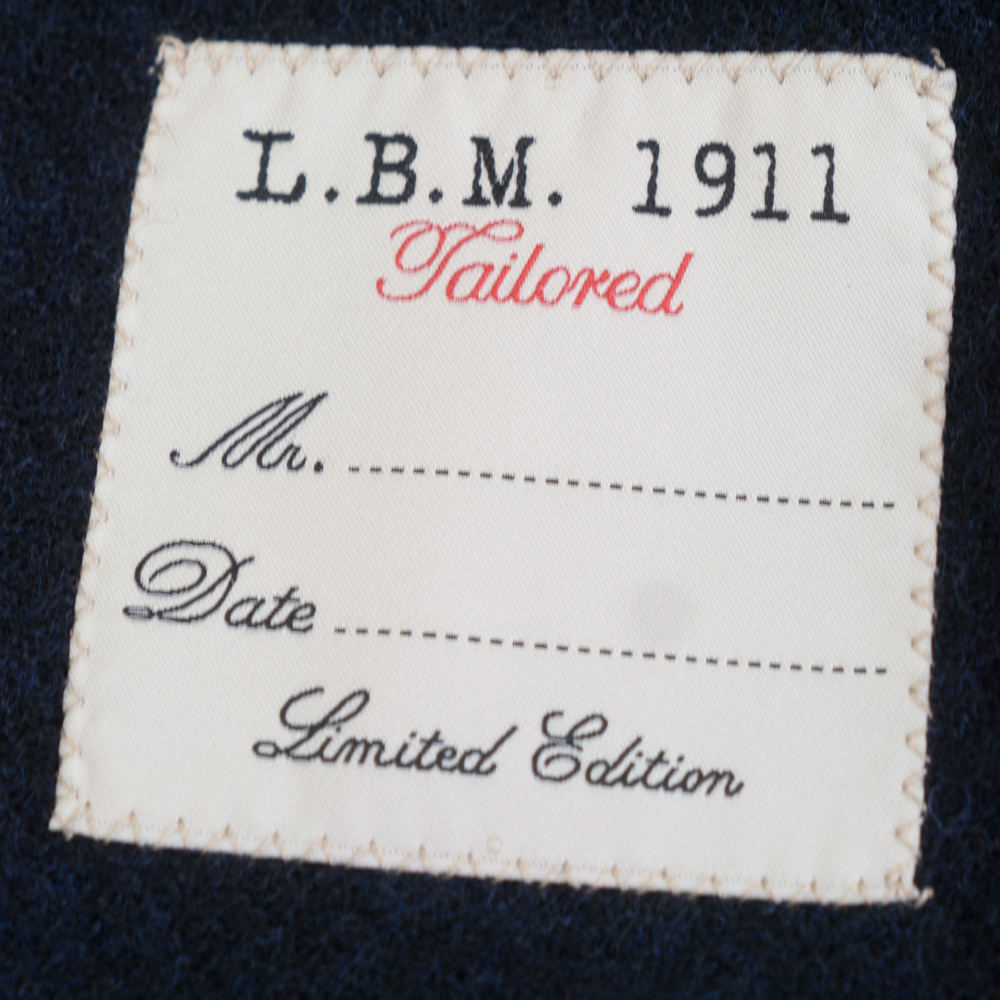 L.B.M. 1911
Tailored
Mr. ..............................
Date ..............................
Limited Edition